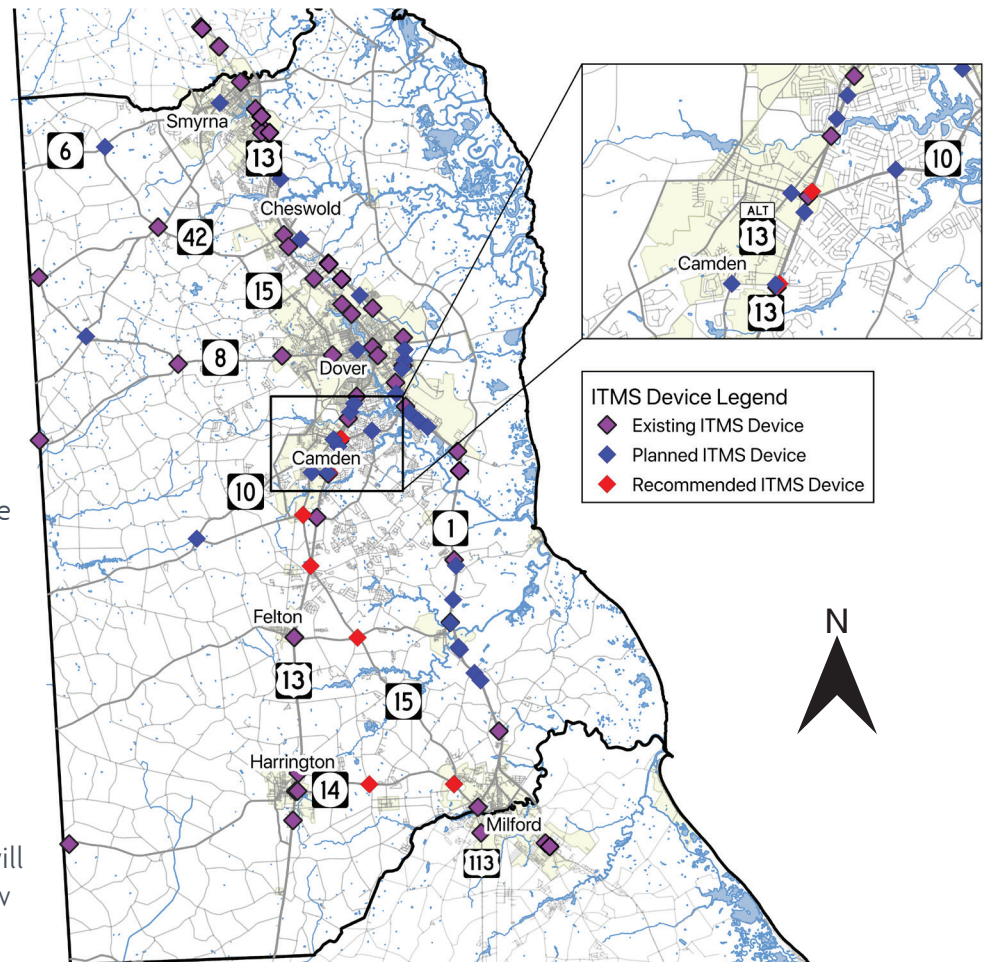 Smyrna
6
13
Cheswold
42
15
8
Dover
Camden
10
1
Felton
13
15
Harrington
14
Milford
113
10
ALT
13
Camden
13
ITMS Device Legend
Existing ITMS Device
Planned ITMS Device
Recommended ITMS Device
N
e